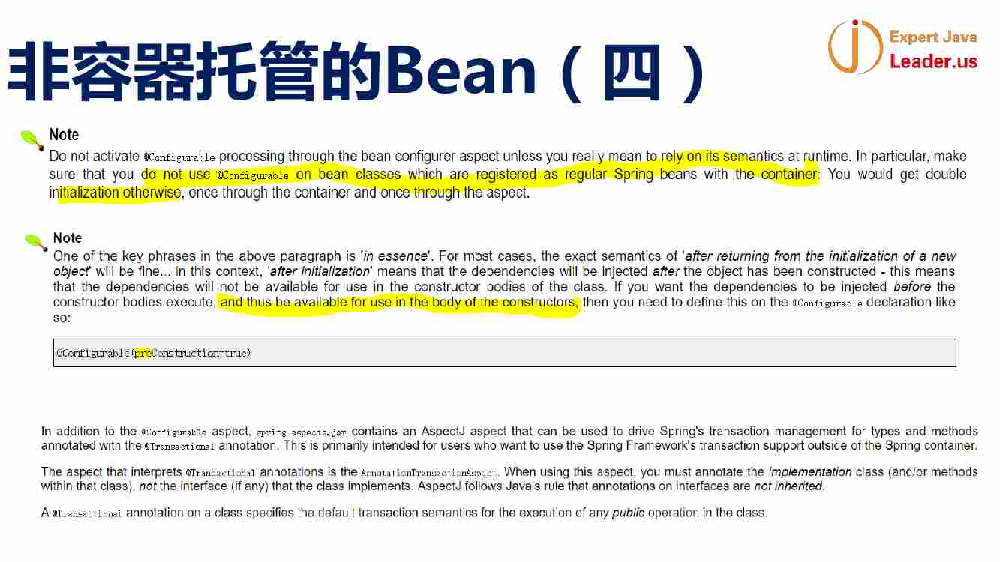 非容器托管的Bean（四）
Expert Java
Leader.us
Note
Do not activate @Configurable processing through the bean configurer aspect unless you really mean to rely on its semantics at runtime. In particular, make
sure that you do not use @Configurable on bean classes which are registered as regular Spring beans with the container: You would get double
initialization otherwise, once through the container and once through the aspect.
Note
One of the key phrases in the above paragraph is 'in essence'. For most cases, the exact semantics of 'after returning from the initialization of a new
object' will be fine... in this context, 'after initialization' means that the dependencies will be injected after the object has been constructed - this means
that the dependencies will not be available for use in the constructor bodies of the class. If you want the dependencies to be injected before the
constructor bodies execute, and thus be available for use in the body of the constructors, then you need to define this on the @Configurable declaration like
so:
@Configurable(preConstruction=true)
In addition to the @Configurable aspect, spring-aspects.jar contains an AspectJ aspect that can be used to drive Spring's transaction management for types and methods
annotated with the @Transactional annotation. This is primarily intended for users who want to use the Spring Framework's transaction support outside of the Spring container.
The aspect that interprets @Transactional annotations is the AnnotationTransactionAspect. When using this aspect, you must annotate the implementation class (and/or methods
within that class), not the interface (if any) that the class implements. AspectJ follows Java's rule that annotations on interfaces are not inherited.
A @Transactional annotation on a class specifies the default transaction semantics for the execution of any public operation in the class.